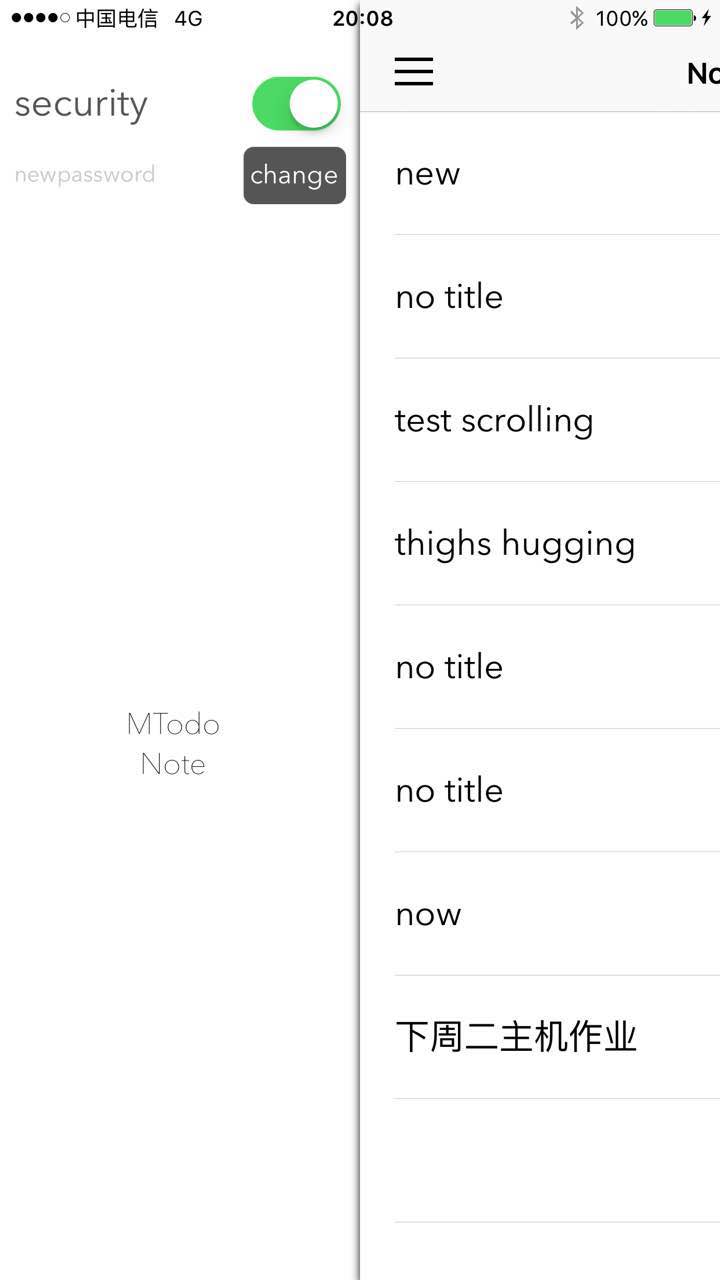 中国电信 4G 20:08 100%
security
newpassword change
MTodo
Note
No
new
no title
test scrolling
thighs hugging
no title
no title
now
下周二主机作业